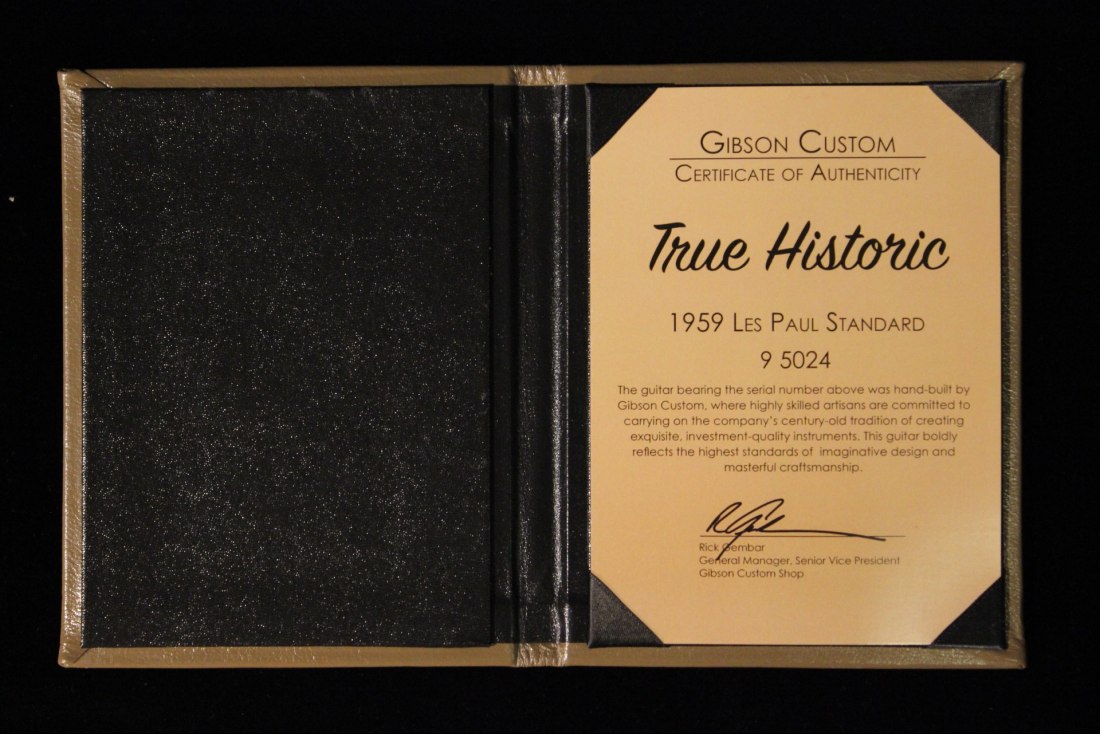 GIBSON CUSTOM
CERTIFICATE OF AUTHENTICITY
True Historic
1959 LES PAUL STANDARD
9 5024
The guitar bearing the serial number above was hand-built by
Gibson Custom, where highly skilled artisans are committed to
carrying on the company's century-old tradition of creating
exquisite, investment-quality instruments. This guitar boldly
reflects the highest standards of imaginative design and
masterful craftsmanship.
Rick Gembar
General Manager, Senior Vice President
Gibson Custom Shop